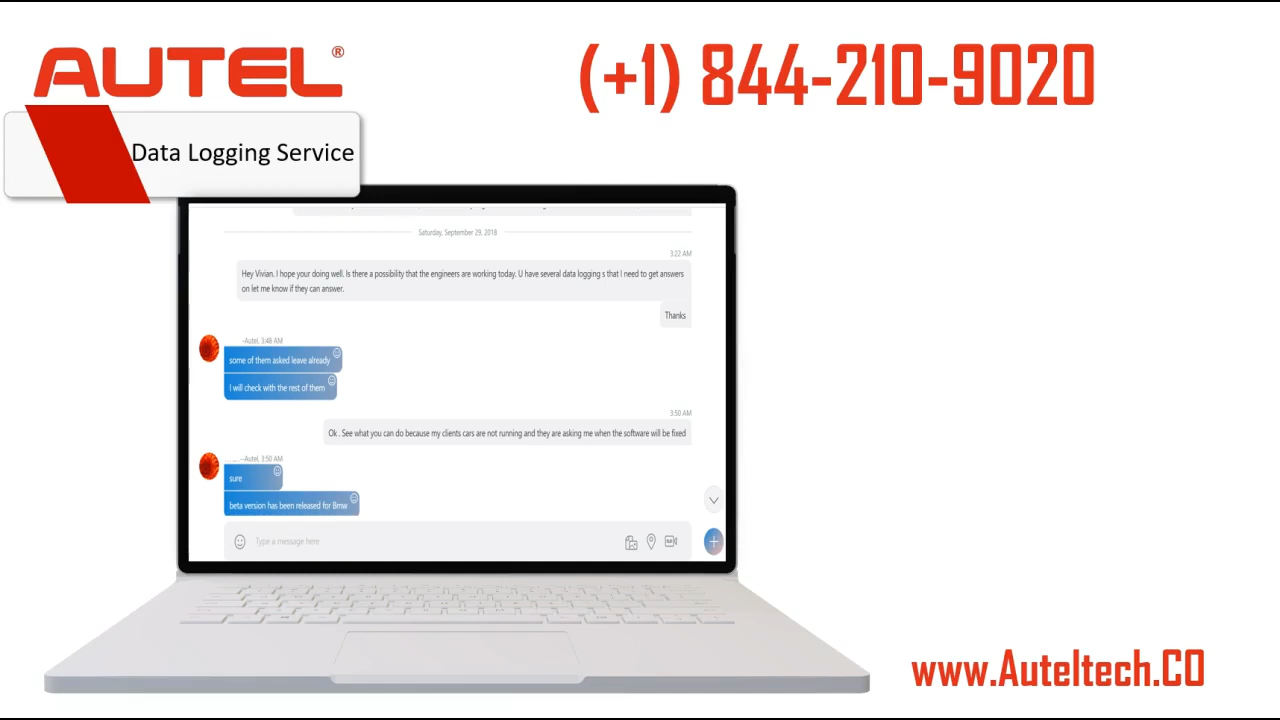 AUTEL®
(+1) 844-210-9020
Data Logging Service
Saturday, September 29, 2018
3:22 AM
Hey Vivian. I hope your doing well. Is there a possibility that the engineers are working today. U have several data logging s that I need to get answers
on let me know if they can answer.
Thanks
-Autel, 3:48 AM
some of them asked leave already
I will check with the rest of them
3:50 AM
Ok . See what you can do because my clients cars are not running and they are asking me when the software will be fixed
--Autel, 3:50 AM
sure
beta version has been released for Bmw
Type a message here
www.Auteltech.CO